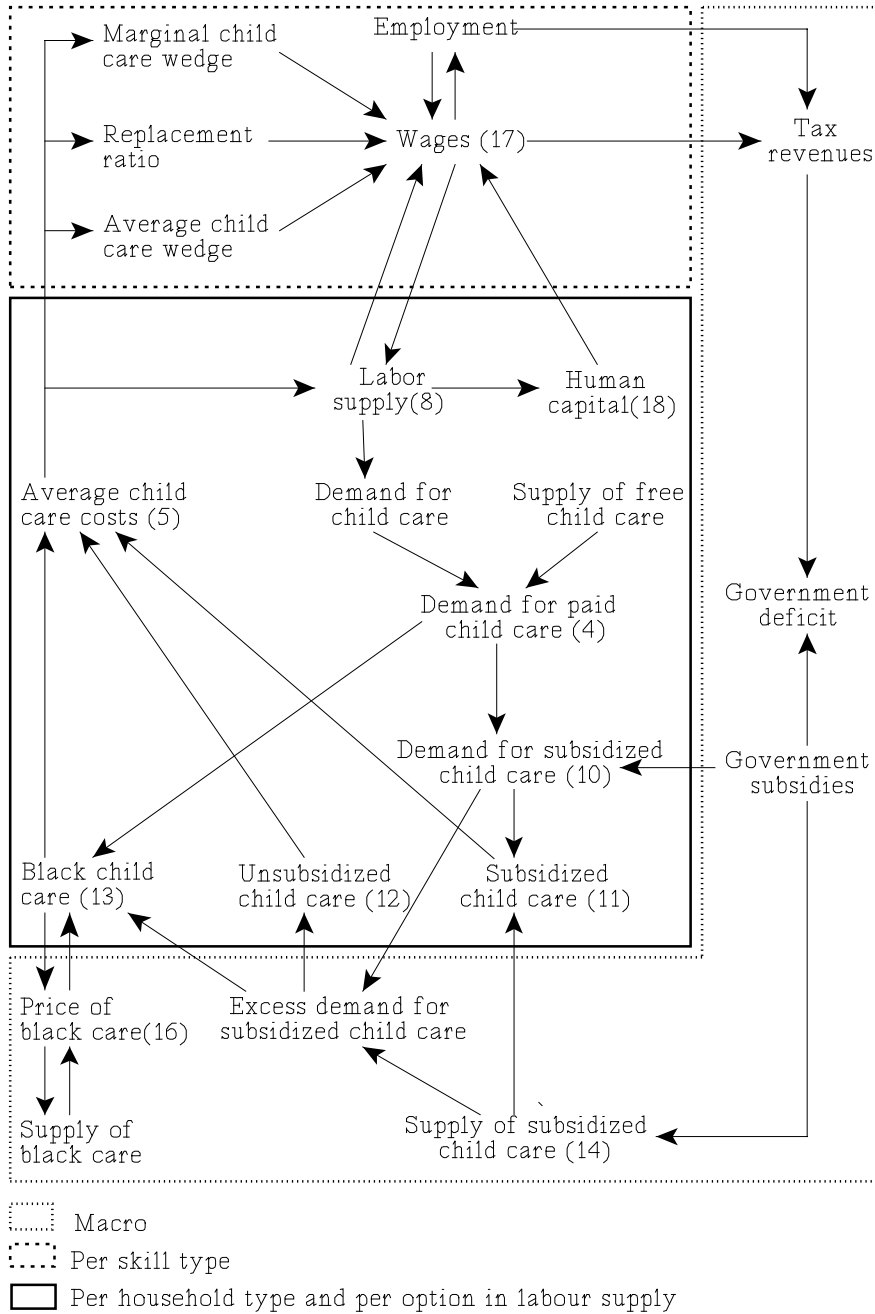 Marginal child
care wedge
Employment
Replacement
ratio
Wages (17)
Tax
revenues
Average child
care wedge
Labor
supply(8)
Human
capital(18)
Average child
care costs (5)
Demand for
child care
Supply of free
child care
Demand for paid
child care (4)
Government
deficit
Demand for subsidized
child care (10)
Government
subsidies
Black child
care (13)
Unsubsidized
child care (12)
Subsidized
child care (11)
Price of
black care(16)
Excess demand for
subsidized child care
Supply of
black care
Supply of subsidized
child care (14)
Macro
Per skill type
Per household type and per option in labour supply